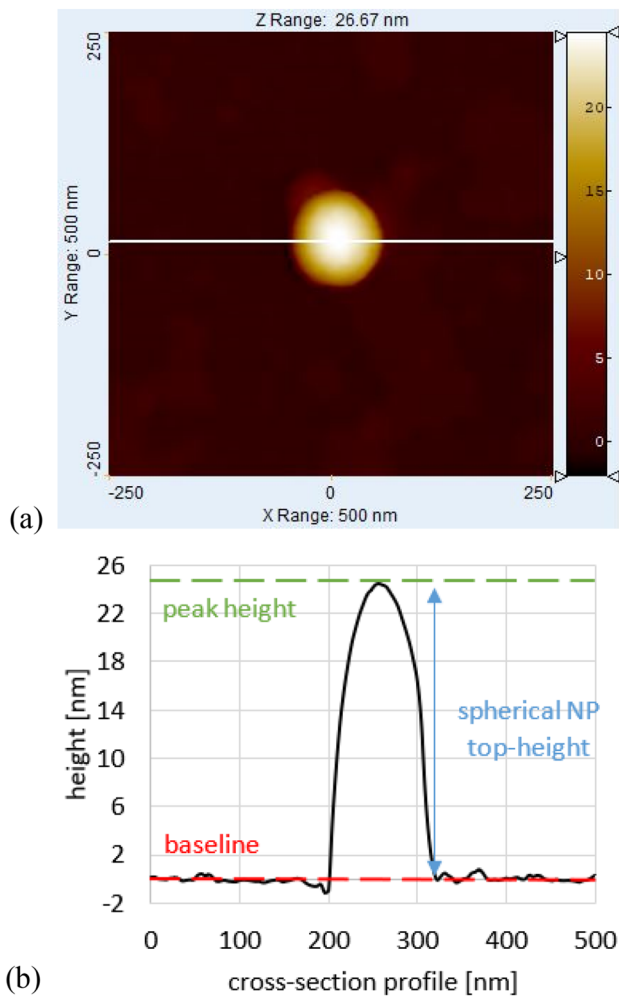 Z Range: 26.67 nm
250
Y Range: 500 nm
0
-250
-250
0
250
X Range: 500 nm
20
15
10
5
0
(a)
26
22
18
14
10
6
2
-2
height [nm]
peak height
spherical NP
top-height
baseline
0
100
200
300
400
500
cross-section profile [nm]
(b)